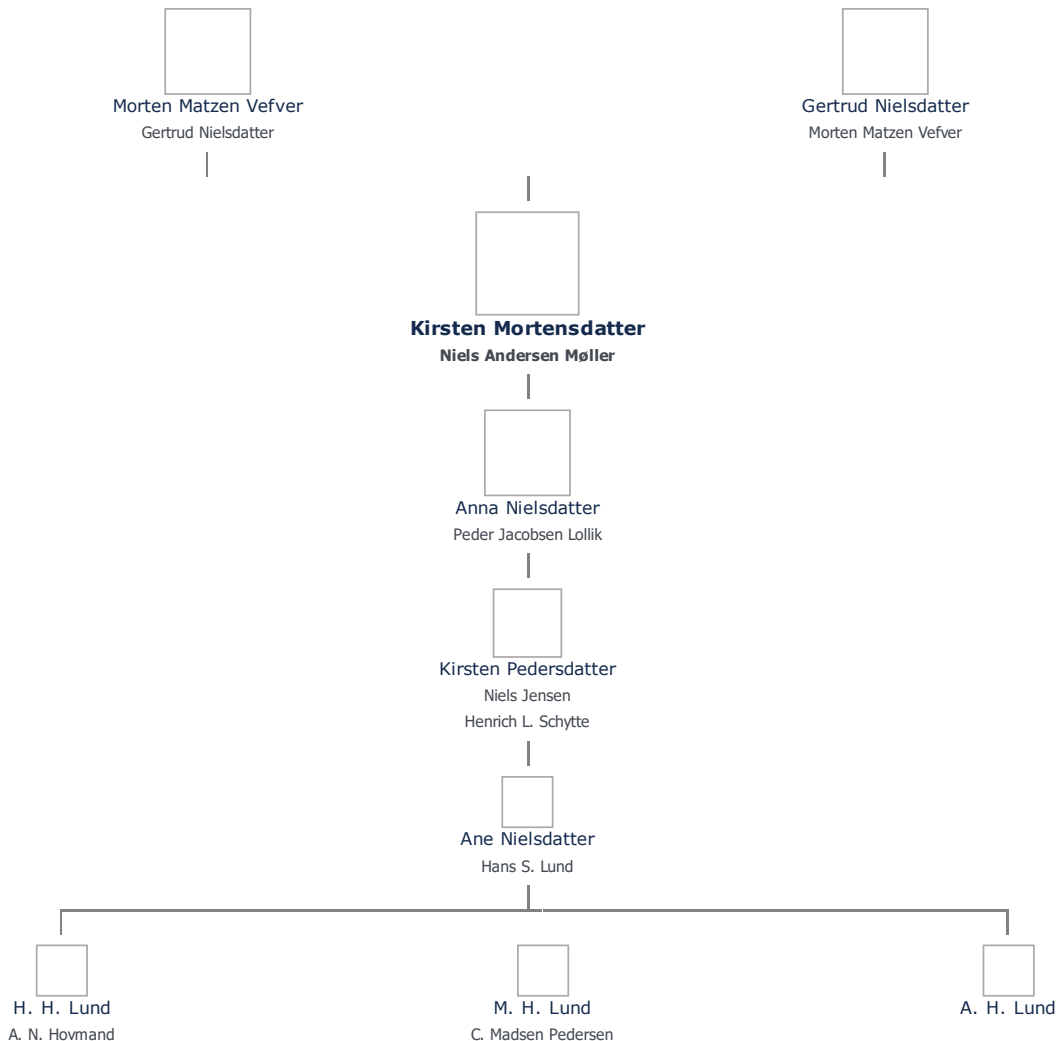 Morten Matzen Vefver
Gertrud Nielsdatter
Gertrud Nielsdatter
Morten Matzen Vefver
Kirsten Mortensdatter
Niels Andersen Møller
Anna Nielsdatter
Peder Jacobsen Lollik
Kirsten Pedersdatter
Niels Jensen
Henrich L. Schytte
Ane Nielsdatter
Hans S. Lund
H. H. Lund
A. N. Hovmand
M. H. Lund
C. Madsen Pedersen
A. H. Lund